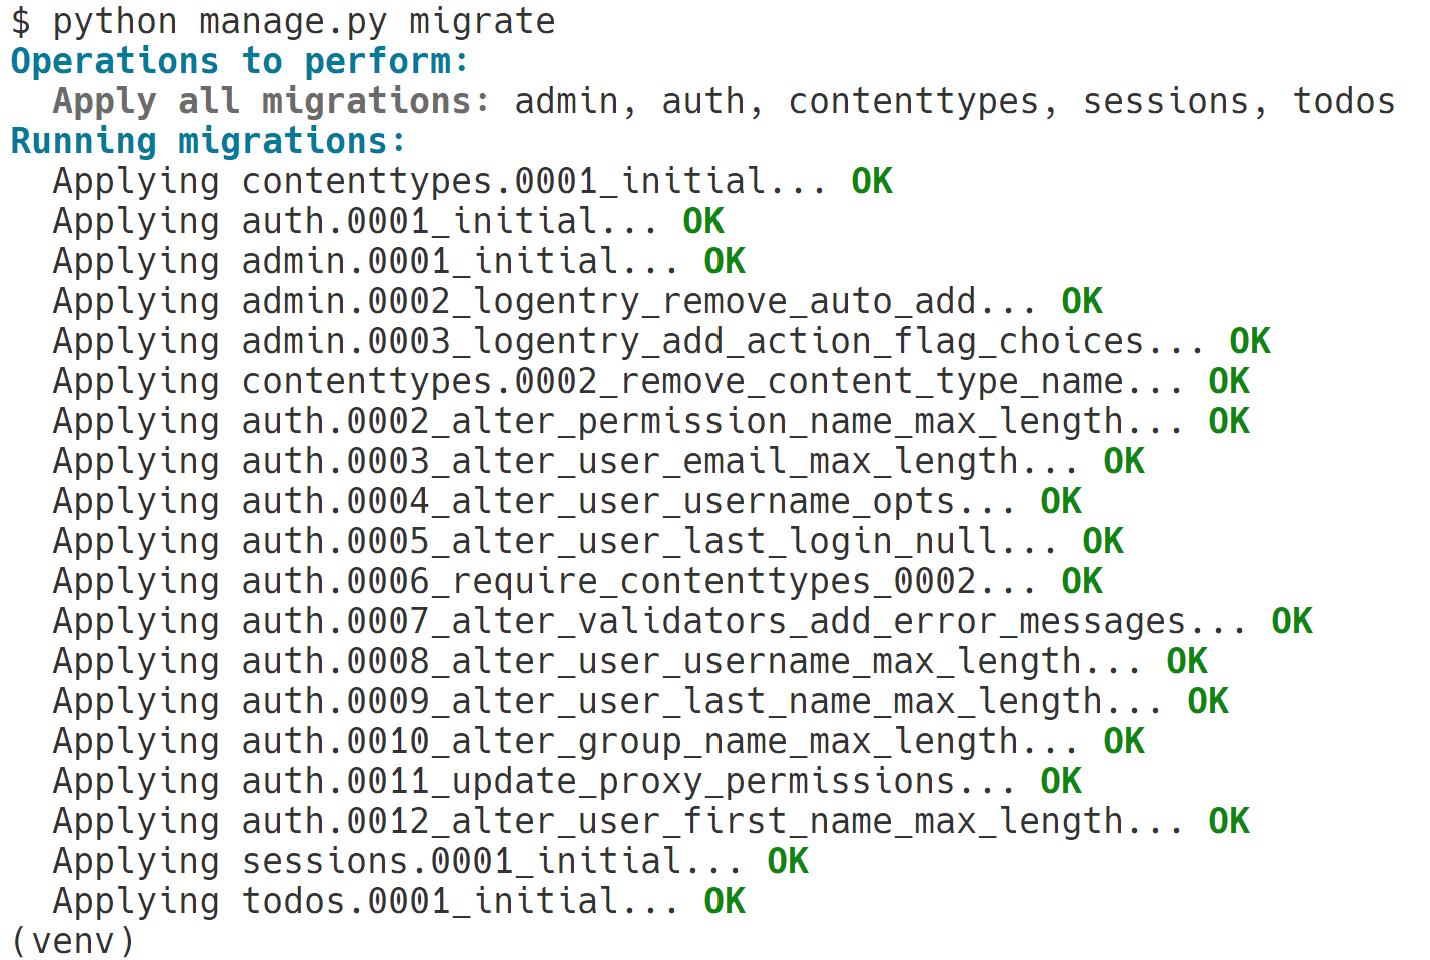 $ python manage.py migrate
Operations to perform:
  Apply all migrations: admin, auth, contenttypes, sessions, todos
Running migrations:
  Applying contenttypes.0001_initial... OK
  Applying auth.0001_initial... OK
  Applying admin.0001_initial... OK
  Applying admin.0002_logentry_remove_auto_add... OK
  Applying admin.0003_logentry_add_action_flag_choices... OK
  Applying contenttypes.0002_remove_content_type_name... OK
  Applying auth.0002_alter_permission_name_max_length... OK
  Applying auth.0003_alter_user_email_max_length... OK
  Applying auth.0004_alter_user_username_opts... OK
  Applying auth.0005_alter_user_last_login_null... OK
  Applying auth.0006_require_contenttypes_0002... OK
  Applying auth.0007_alter_validators_add_error_messages... OK
  Applying auth.0008_alter_user_username_max_length... OK
  Applying auth.0009_alter_user_last_name_max_length... OK
  Applying auth.0010_alter_group_name_max_length... OK
  Applying auth.0011_update_proxy_permissions... OK
  Applying auth.0012_alter_user_first_name_max_length... OK
  Applying sessions.0001_initial... OK
  Applying todos.0001_initial... OK
(venv)